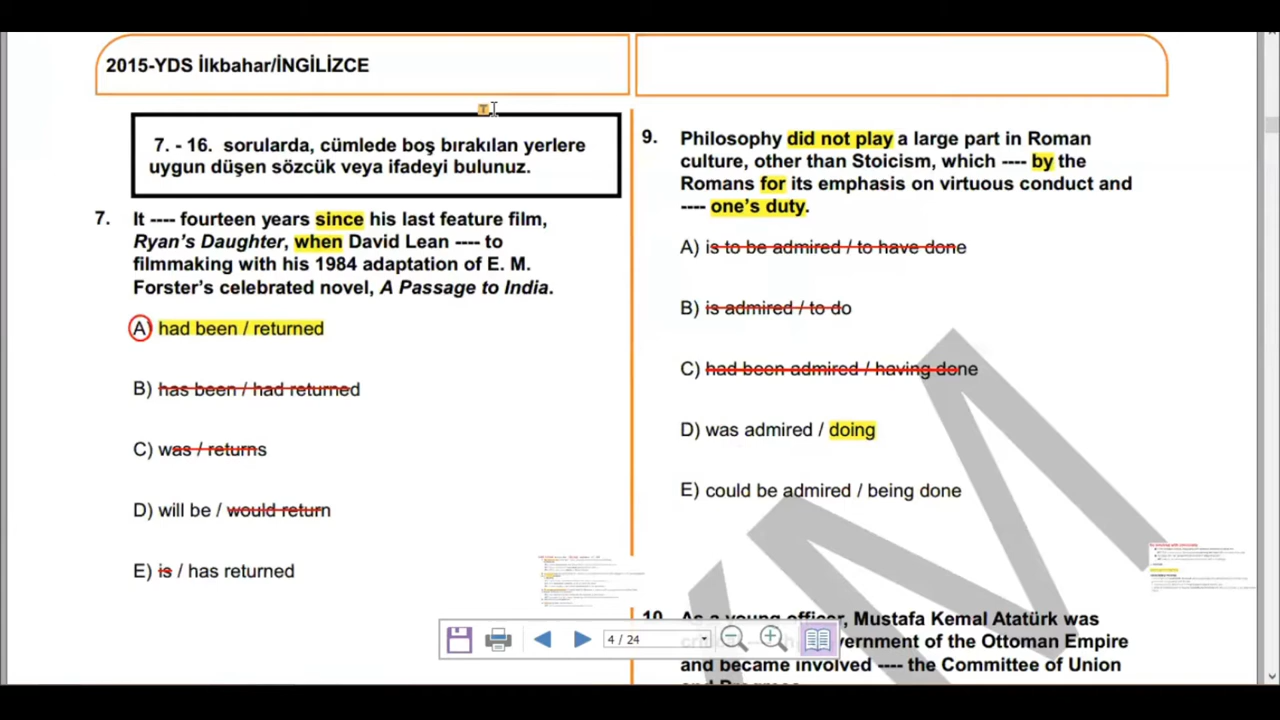 2015-YDS İlkbahar/İNGİLİZCE
7. - 16. sorularda, cümlede boş bırakılan yerlere
uygun düşen sözcük veya ifadeyi bulunuz.
7. It ---- fourteen years since his last feature film,
Ryan's Daughter, when David Lean ---- to
filmmaking with his 1984 adaptation of E. M.
Forster's celebrated novel, A Passage to India.
A) had been / returned
B) has been / had returned
C) was / returns
D) will be / would return
E) is / has returned
9. Philosophy did not play a large part in Roman
culture, other than Stoicism, which ---- by the
Romans for its emphasis on virtuous conduct and
---- one's duty.
A) is to be admired / to have done
B) is admired / to do
C) had been admired / having done
D) was admired / doing
E) could be admired / being done
10. As a young officer, Mustafa Kemal Atatürk was
vernment of the Ottoman Empire
and became involved ---- the Committee of Union
4 / 24